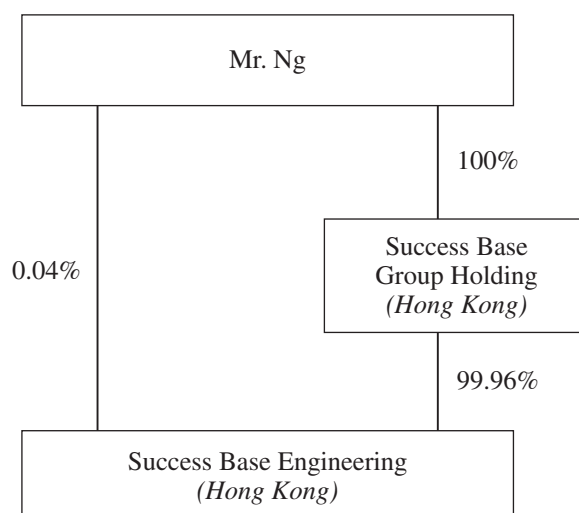 Mr. Ng
100%
Success Base
Group Holding
(Hong Kong)
0.04%
99.96%
Success Base Engineering
(Hong Kong)